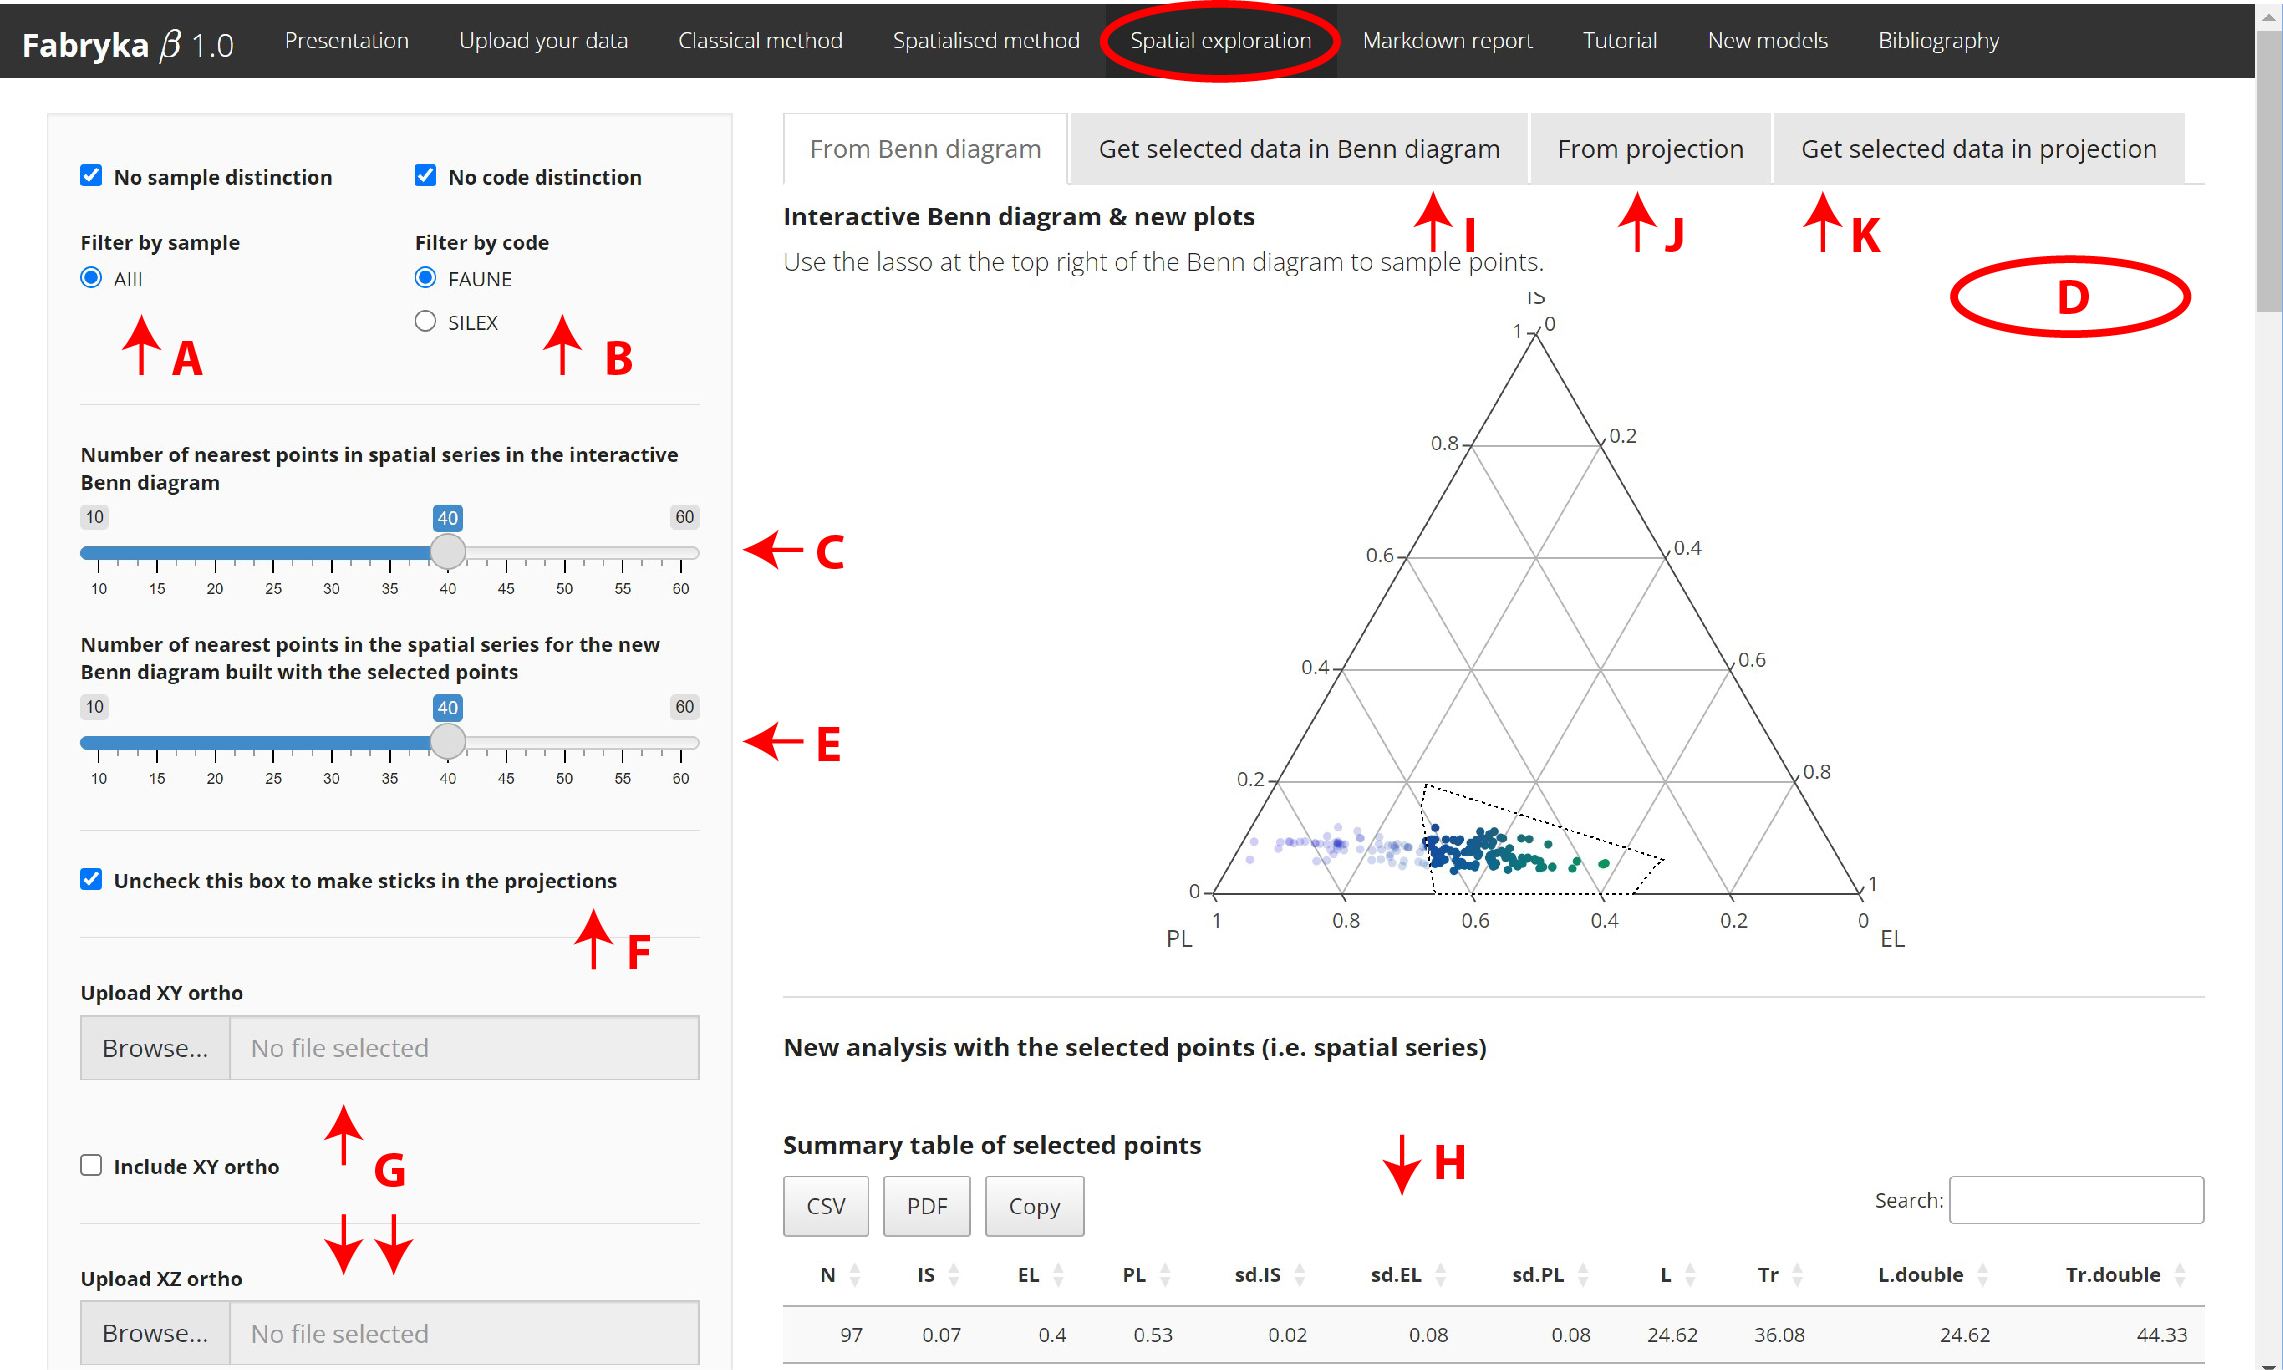 Fabryka β 1.0 Presentation Upload your data Classical method Spatialised method Spatial exploration Markdown report Tutorial New models Bibliography
No sample distinction No code distinction
Filter by sample Filter by code
AIII FAUNE
SILEX
A B
Number of nearest points in spatial series in the interactive
Benn diagram
10 40 60
10 15 20 25 30 35 40 45 50 55 60
C
Number of nearest points in the spatial series for the new
Benn diagram built with the selected points
10 40 60
10 15 20 25 30 35 40 45 50 55 60
E
Uncheck this box to make sticks in the projections
F
Upload XY ortho
Browse... No file selected
Include XY ortho
G
Upload XZ ortho
Browse... No file selected
From Benn diagram Get selected data in Benn diagram From projection Get selected data in projection
I J K
Interactive Benn diagram & new plots
Use the lasso at the top right of the Benn diagram to sample points.
D
IS
1 0
0.8 0.2
0.6 0.4
0.4 0.6
0.2 0.8
0 1
1 0.8 0.6 0.4 0.2 0
PL EL
New analysis with the selected points (i.e. spatial series)
Summary table of selected points
H
CSV PDF Copy Search:
N IS EL PL sd.IS sd.EL sd.PL L Tr L.double Tr.double
97 0.07 0.4 0.53 0.02 0.08 0.08 24.62 36.08 24.62 44.33